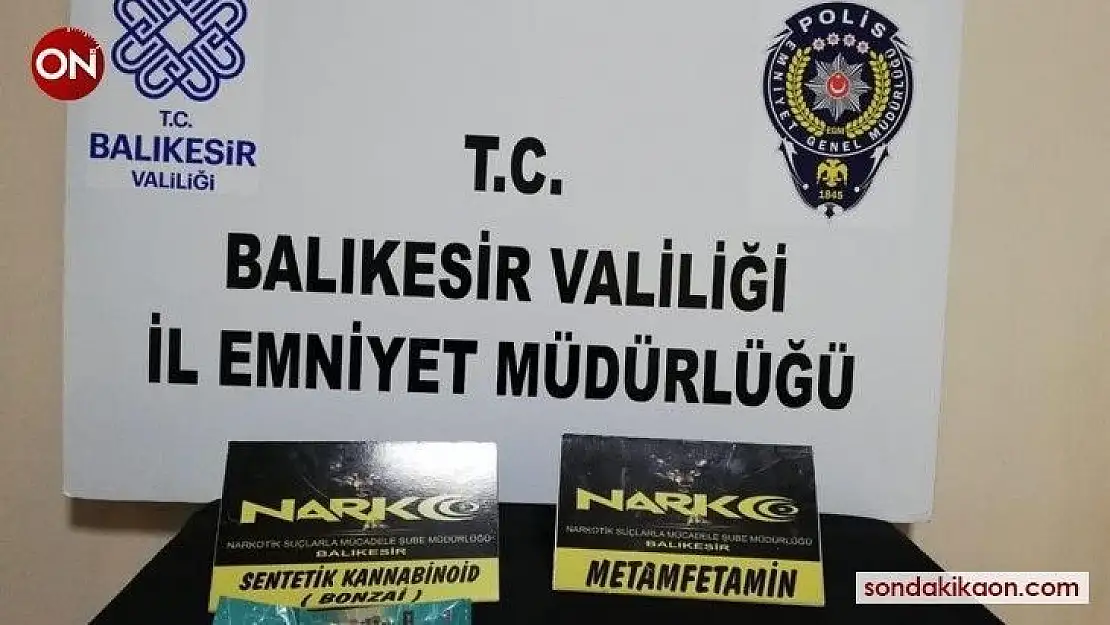 ON
T.C.
BALIKESİR
VALİLİĞİ
POLİS
EMNİYET GENEL MÜDÜRLÜĞÜ
EGM
1845
T.C.
BALIKESİR VALİLİĞİ
İL EMNİYET MÜDÜRLÜĞÜ
NARKO
NARKOTİK SUÇLARLA MÜCADELE ŞUBE MÜDÜRLÜĞÜ
BALIKESİR
SENTETİK KANNABİNOİD
( BONZAİ )
NARKO
NARKOTİK SUÇLARLA MÜCADELE ŞUBE MÜDÜRLÜĞÜ
BALIKESİR
METAMFETAMİN
sondakikaon.com